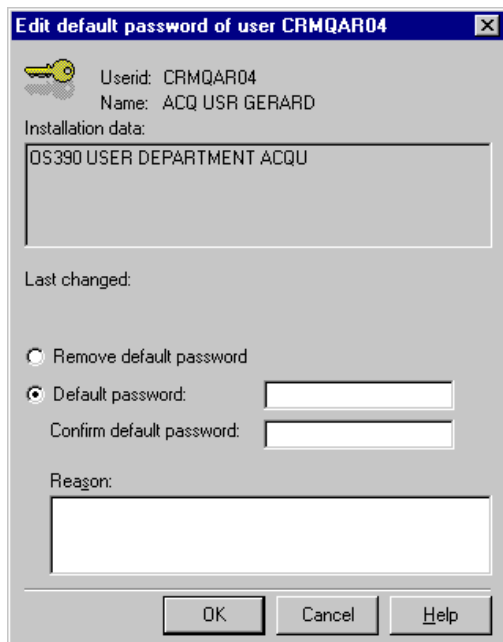 Edit default password of user CRMQAR04
Userid: CRMQAR04
Name: ACQ USR GERARD
Installation data:
OS390 USER DEPARTMENT ACQU
Last changed:
Remove default password
Default password:
Confirm default password:
Reason:
OK Cancel Help